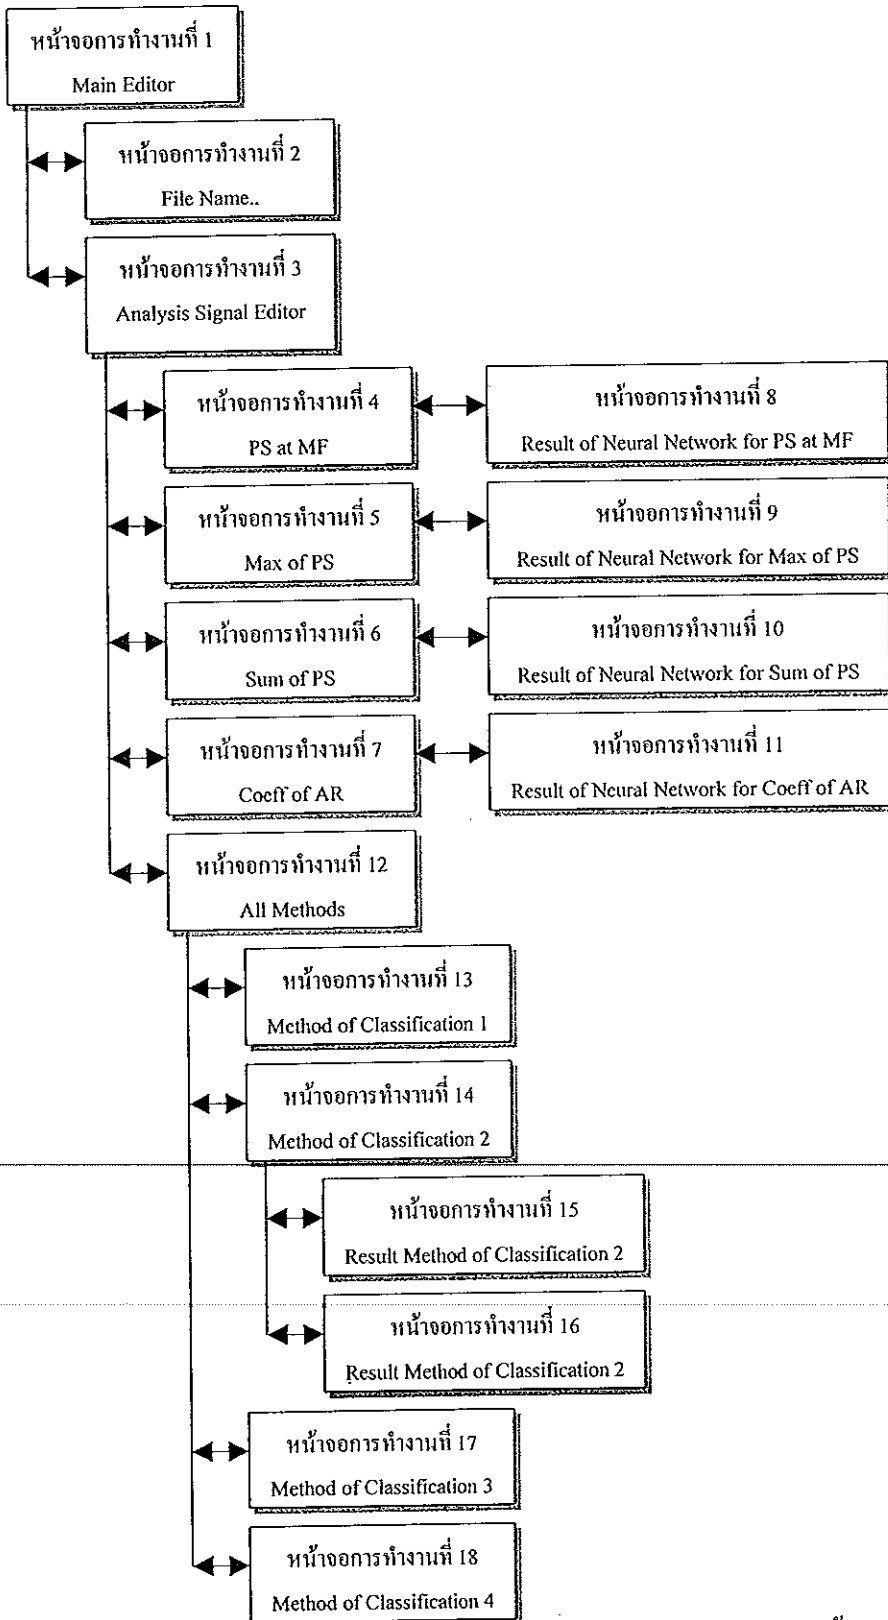 หน้าจอการทำงานที่ 1
Main Editor
หน้าจอการทำงานที่ 2
File Name..
หน้าจอการทำงานที่ 3
Analysis Signal Editor
หน้าจอการทำงานที่ 4
PS at MF
หน้าจอการทำงานที่ 8
Result of Neural Network for PS at MF
หน้าจอการทำงานที่ 5
Max of PS
หน้าจอการทำงานที่ 9
Result of Neural Network for Max of PS
หน้าจอการทำงานที่ 6
Sum of PS
หน้าจอการทำงานที่ 10
Result of Neural Network for Sum of PS
หน้าจอการทำงานที่ 7
Coeff of AR
หน้าจอการทำงานที่ 11
Result of Neural Network for Coeff of AR
หน้าจอการทำงานที่ 12
All Methods
หน้าจอการทำงานที่ 13
Method of Classification 1
หน้าจอการทำงานที่ 14
Method of Classification 2
หน้าจอการทำงานที่ 15
Result Method of Classification 2
หน้าจอการทำงานที่ 16
Result Method of Classification 2
หน้าจอการทำงานที่ 17
Method of Classification 3
หน้าจอการทำงานที่ 18
Method of Classification 4